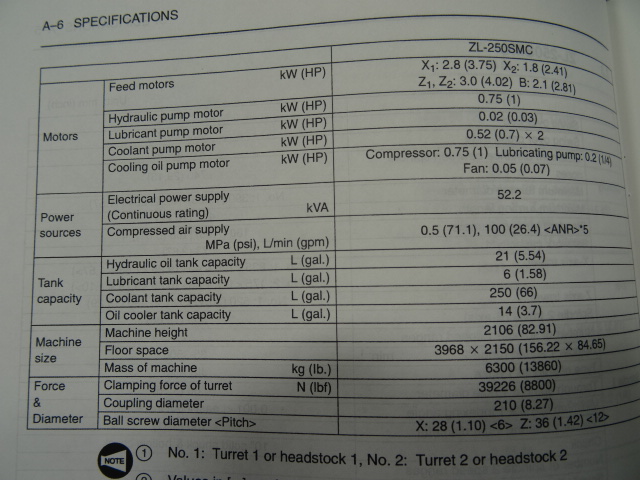 A–6 SPECIFICATIONS
ZL-250SMC
Motors
Feed motors kW (HP) X1: 2.8 (3.75) X2: 1.8 (2.41)
Z1, Z2: 3.0 (4.02) B: 2.1 (2.81)
Hydraulic pump motor kW (HP) 0.75 (1)
Lubricant pump motor kW (HP) 0.02 (0.03)
Coolant pump motor kW (HP) 0.52 (0.7) × 2
Cooling oil pump motor kW (HP) Compressor: 0.75 (1) Lubricating pump: 0.2 (1/4)
Fan: 0.05 (0.07)
Power
sources
Electrical power supply
(Continuous rating) kVA 52.2
Compressed air supply
MPa (psi), L/min (gpm) 0.5 (71.1), 100 (26.4) <ANR>*5
Tank
capacity
Hydraulic oil tank capacity L (gal.) 21 (5.54)
Lubricant tank capacity L (gal.) 6 (1.58)
Coolant tank capacity L (gal.) 250 (66)
Oil cooler tank capacity L (gal.) 14 (3.7)
Machine
size
Machine height 2106 (82.91)
Floor space 3968 × 2150 (156.22 × 84.65)
Mass of machine kg (lb.) 6300 (13860)
Force
&
Diameter
Clamping force of turret N (lbf) 39226 (8800)
Coupling diameter 210 (8.27)
Ball screw diameter <Pitch> X: 28 (1.10) <6> Z: 36 (1.42) <12>
NOTE ① No. 1: Turret 1 or headstock 1, No. 2: Turret 2 or headstock 2